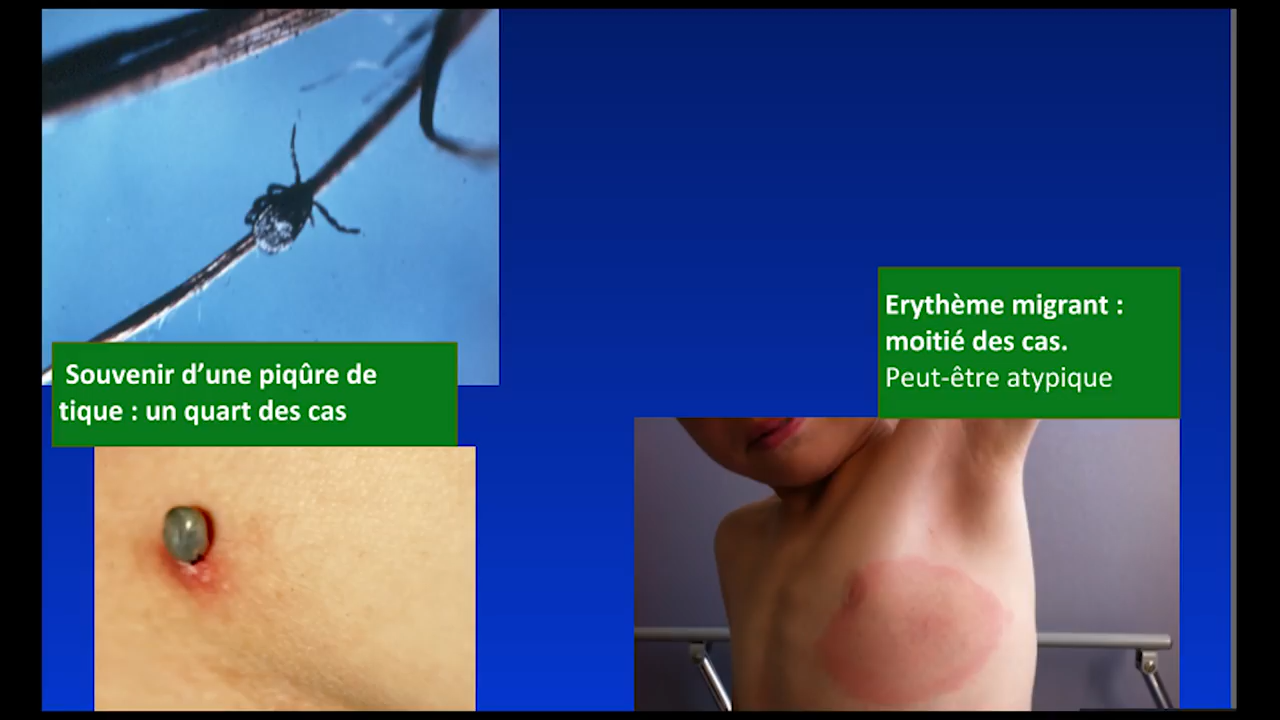 Souvenir d’une piqûre de
tique : un quart des cas
Erythème migrant :
moitié des cas.
Peut-être atypique